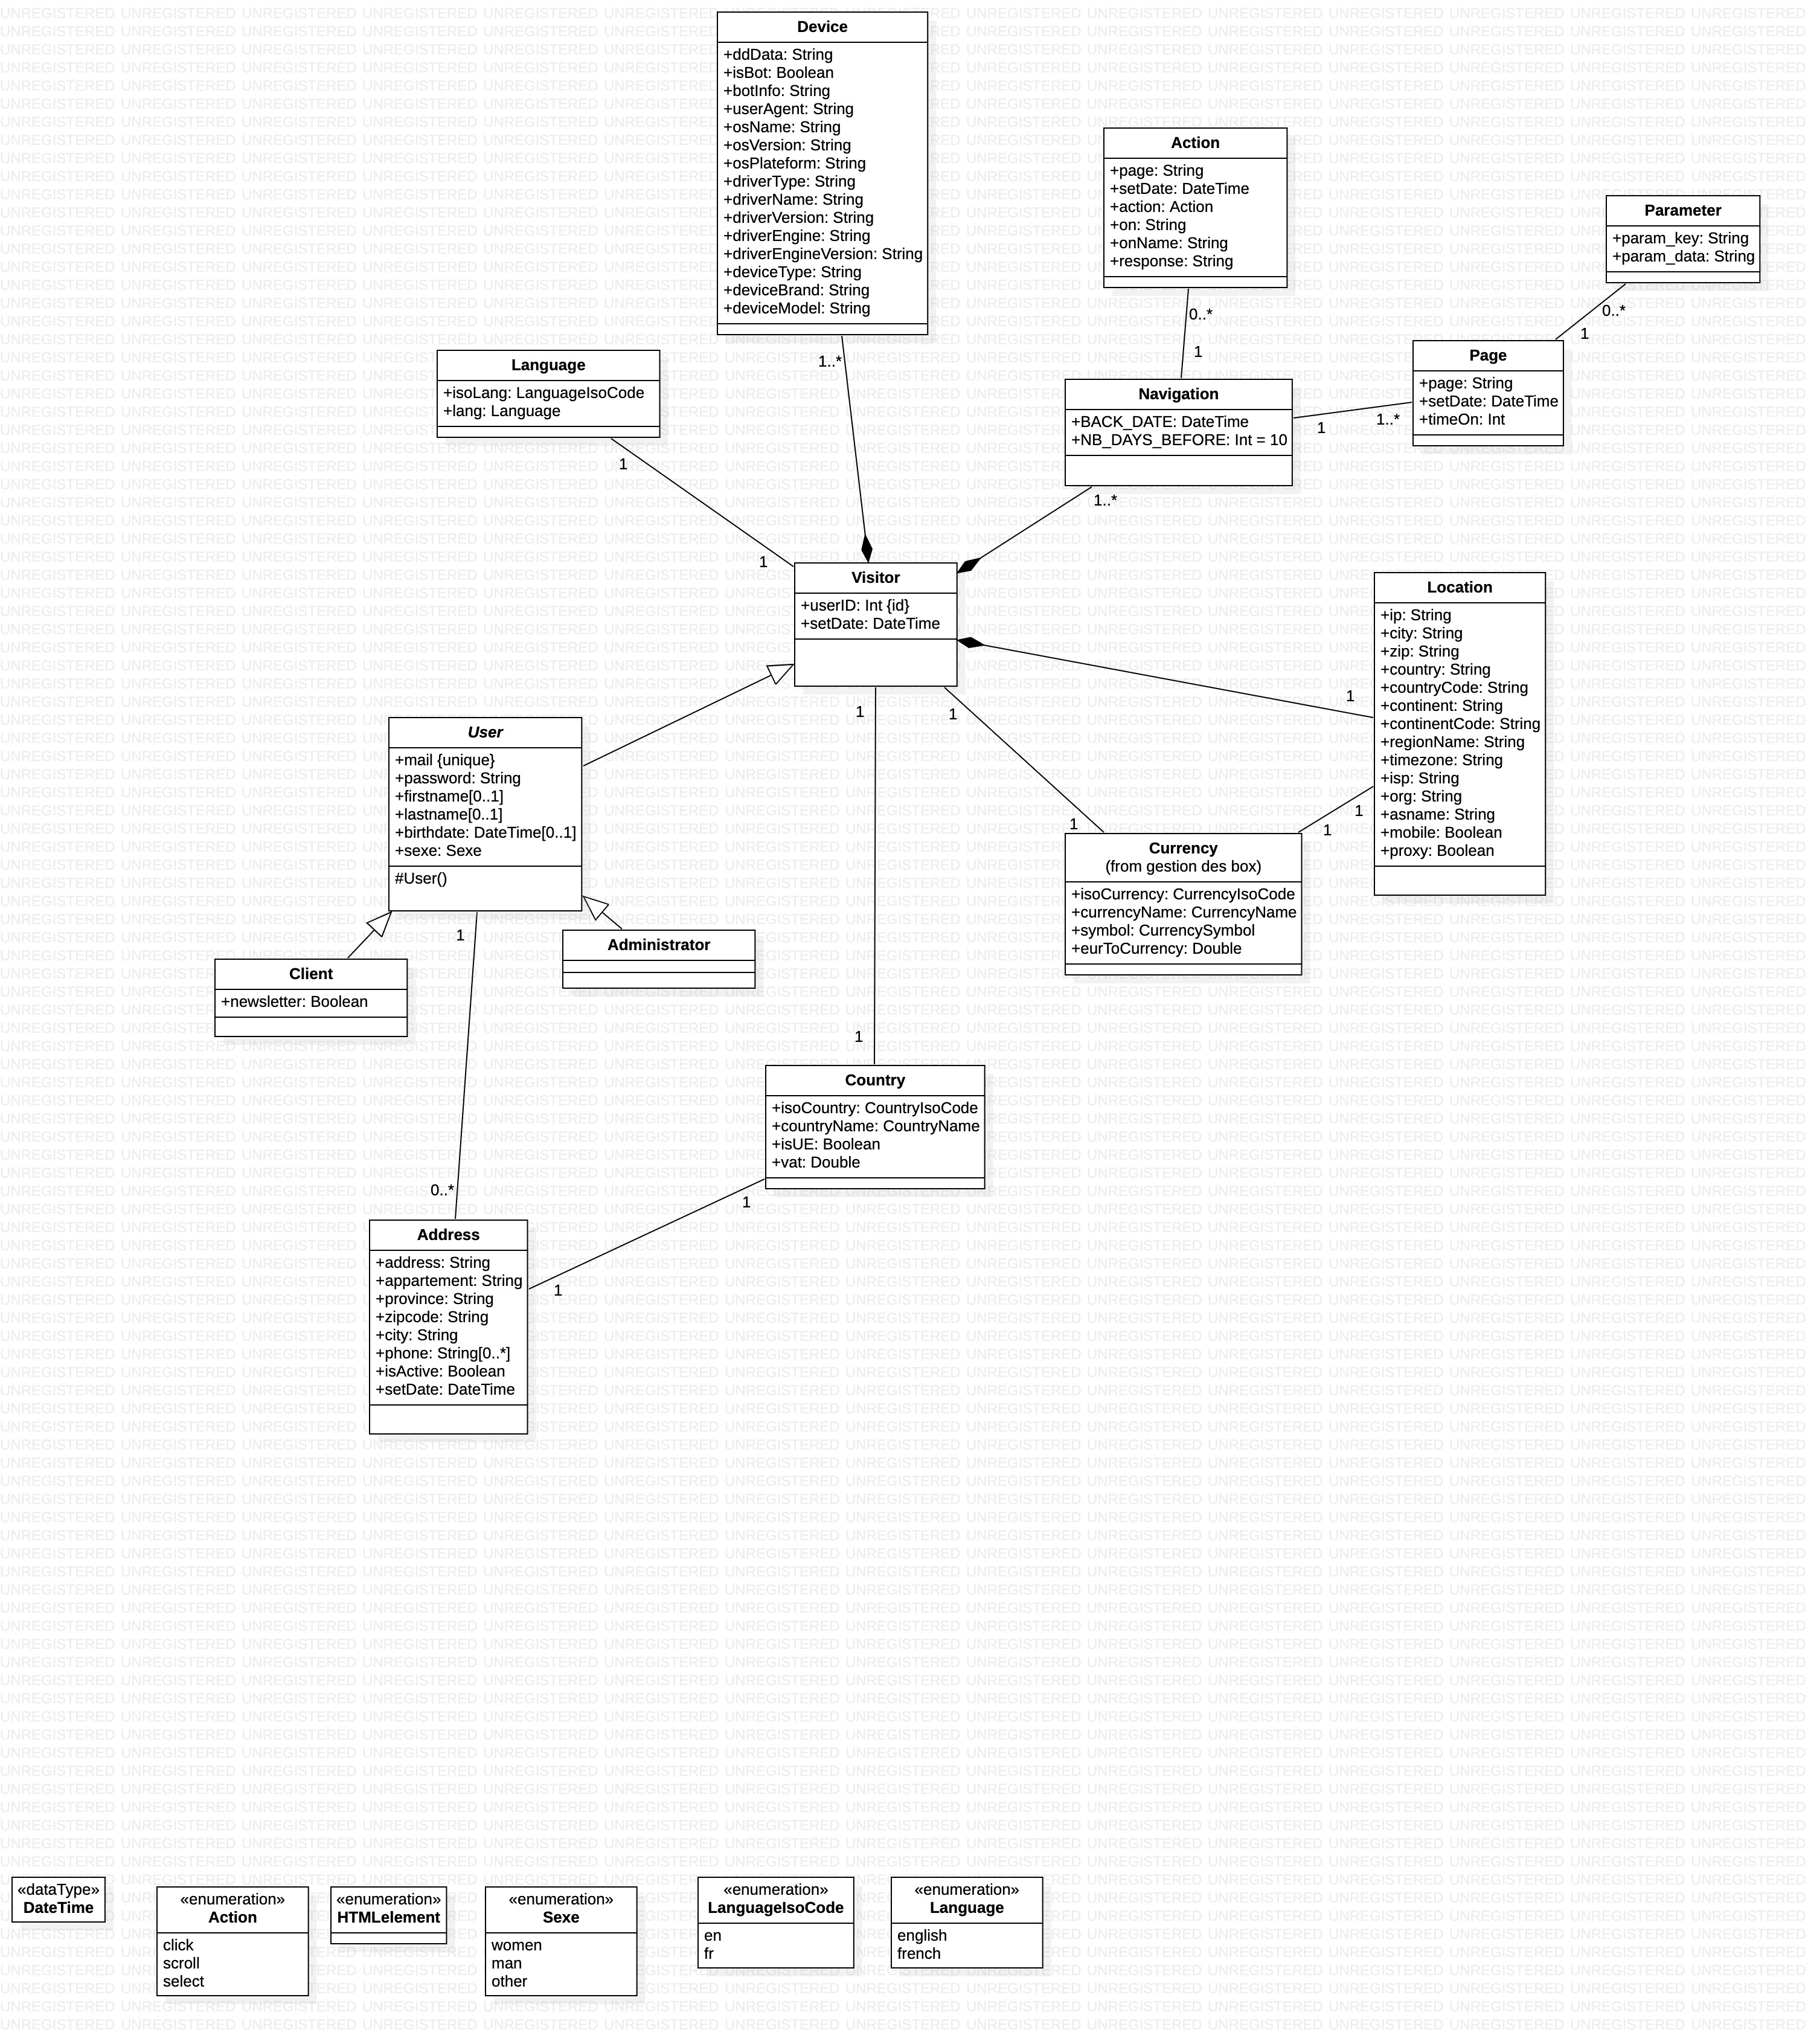 Device
+ddData: String
+isBot: Boolean
+botInfo: String
+userAgent: String
+osName: String
+osVersion: String
+osPlateform: String
+driverType: String
+driverName: String
+driverVersion: String
+driverEngine: String
+driverEngineVersion: String
+deviceType: String
+deviceBrand: String
+deviceModel: String
1..*
Action
+page: String
+setDate: DateTime
+action: Action
+on: String
+onName: String
+response: String
0..*
1
Parameter
+param_key: String
+param_data: String
0..*
1
Page
+page: String
+setDate: DateTime
+timeOn: Int
1..*
1
Language
+isoLang: LanguageIsoCode
+lang: Language
1
1
Navigation
+BACK_DATE: DateTime
+NB_DAYS_BEFORE: Int = 10
1..*
Visitor
+userID: Int {id}
+setDate: DateTime
1
1
Location
+ip: String
+city: String
+zip: String
+country: String
+countryCode: String
+continent: String
+continentCode: String
+regionName: String
+timezone: String
+isp: String
+org: String
+asname: String
+mobile: Boolean
+proxy: Boolean
1
1
1
1
User
+mail {unique}
+password: String
+firstname[0..1]
+lastname[0..1]
+birthdate: DateTime[0..1]
+sexe: Sexe
#User()
1
Currency
(from gestion des box)
+isoCurrency: CurrencyIsoCode
+currencyName: CurrencyName
+symbol: CurrencySymbol
+eurToCurrency: Double
Administrator
Client
+newsletter: Boolean
1
Country
+isoCountry: CountryIsoCode
+countryName: CountryName
+isUE: Boolean
+vat: Double
1
0..*
Address
+address: String
+appartement: String
+province: String
+zipcode: String
+city: String
+phone: String[0..*]
+isActive: Boolean
+setDate: DateTime
1
«dataType»
DateTime
«enumeration»
Action
click
scroll
select
«enumeration»
HTMLelement
«enumeration»
Sexe
women
man
other
«enumeration»
LanguageIsoCode
en
fr
«enumeration»
Language
english
french
UNREGISTERED